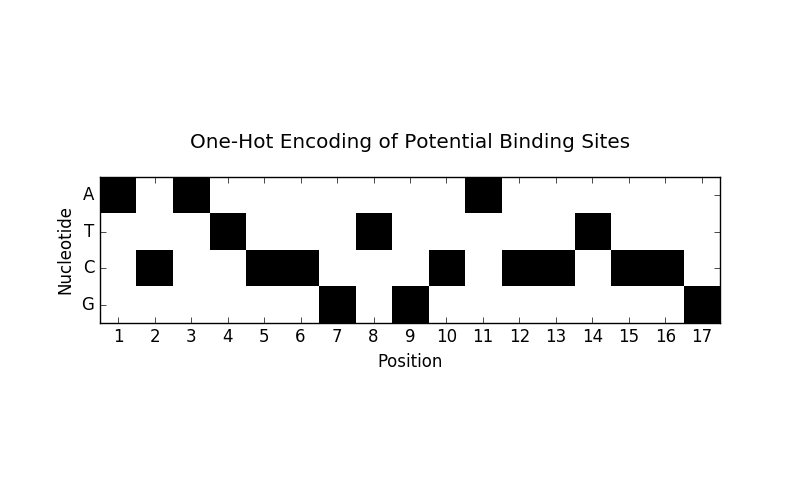 One-Hot Encoding of Potential Binding Sites
Nucleotide
A
T
C
G
1 2 3 4 5 6 7 8 9 10 11 12 13 14 15 16 17
Position